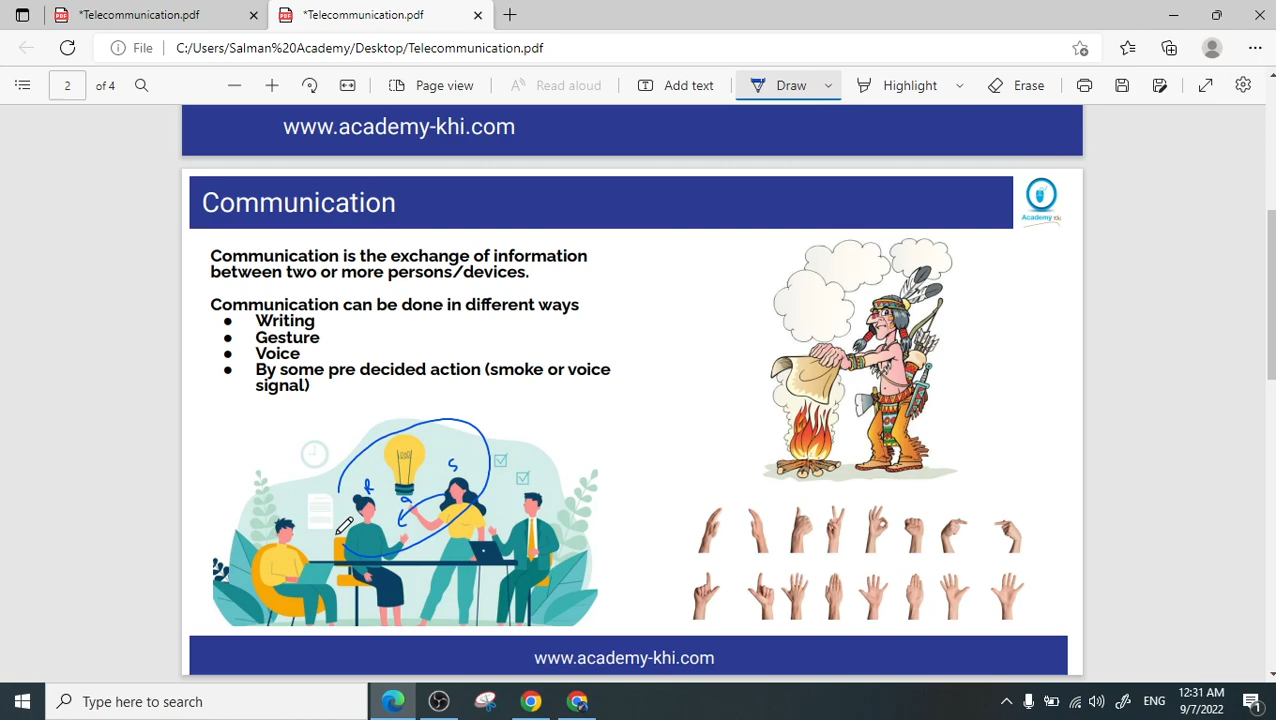 *Telecommunication.pdf
*Telecommunication.pdf
File
C:/Users/Salman%20Academy/Desktop/Telecommunication.pdf
2 of 4
Page view
Read aloud
Add text
Draw
Highlight
Erase
www.academy-khi.com
Communication
Academy
Communication is the exchange of information
between two or more persons/devices.
Communication can be done in different ways
● Writing
● Gesture
● Voice
● By some pre decided action (smoke or voice
signal)
S
R
www.academy-khi.com
Type here to search
ENG
12:31 AM
9/7/2022
1